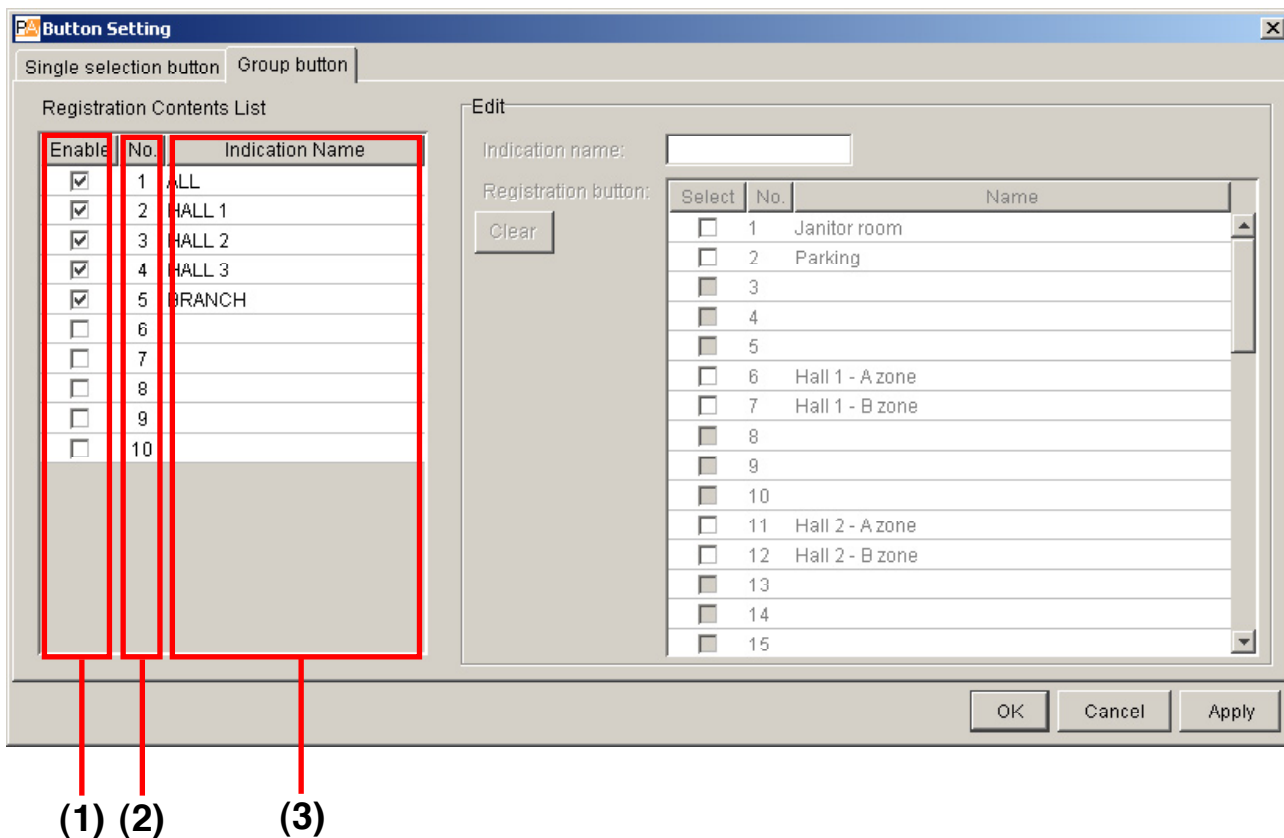 PA Button Setting
Single selection button Group button
Registration Contents List
Enable No. Indication Name
1 ALL
2 HALL 1
3 HALL 2
4 HALL 3
5 BRANCH
6
7
8
9
10
Edit
Indication name:
Registration button:
Clear
Select No. Name
1 Janitor room
2 Parking
3
4
5
6 Hall 1 - A zone
7 Hall 1 - B zone
8
9
10
11 Hall 2 - A zone
12 Hall 2 - B zone
13
14
15
OK Cancel Apply
(1) (2) (3)